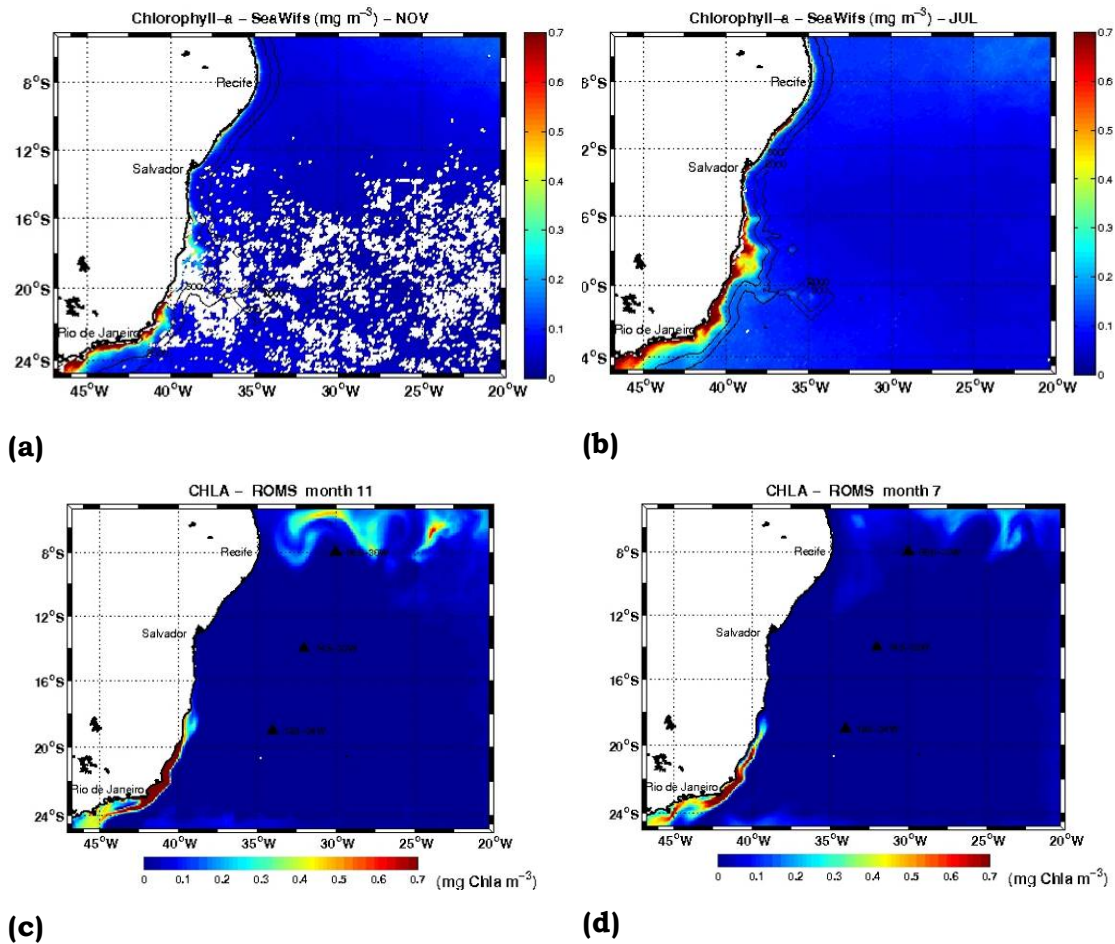 Chlorophyll–a – SeaWifs (mg m⁻³) – NOV
Chlorophyll–a – SeaWifs (mg m⁻³) – JUL
8°S
12°S
16°S
20°S
24°S
45°W
40°W
35°W
30°W
25°W
20°W
Recife
Salvador
Rio de Janeiro
0.7
0.6
0.5
0.4
0.3
0.2
0.1
0
8°S
2°S
6°S
0°S
4°S
45°W
40°W
35°W
30°W
25°W
20°W
Recife
Salvador
Rio de Janeiro
0.7
0.6
0.5
0.4
0.3
0.2
0.1
0
(a)
(b)
CHLA – ROMS month 11
CHLA – ROMS month 7
8°S
12°S
16°S
20°S
24°S
45°W
40°W
35°W
30°W
25°W
20°W
Recife
Salvador
Rio de Janeiro
0 0.1 0.2 0.3 0.4 0.5 0.6 0.7 (mg Chla m⁻³)
8°S
12°S
16°S
20°S
24°S
45°W
40°W
35°W
30°W
25°W
20°W
Recife
Salvador
Rio de Janeiro
0 0.1 0.2 0.3 0.4 0.5 0.6 0.7 (mg Chla m⁻³)
(c)
(d)